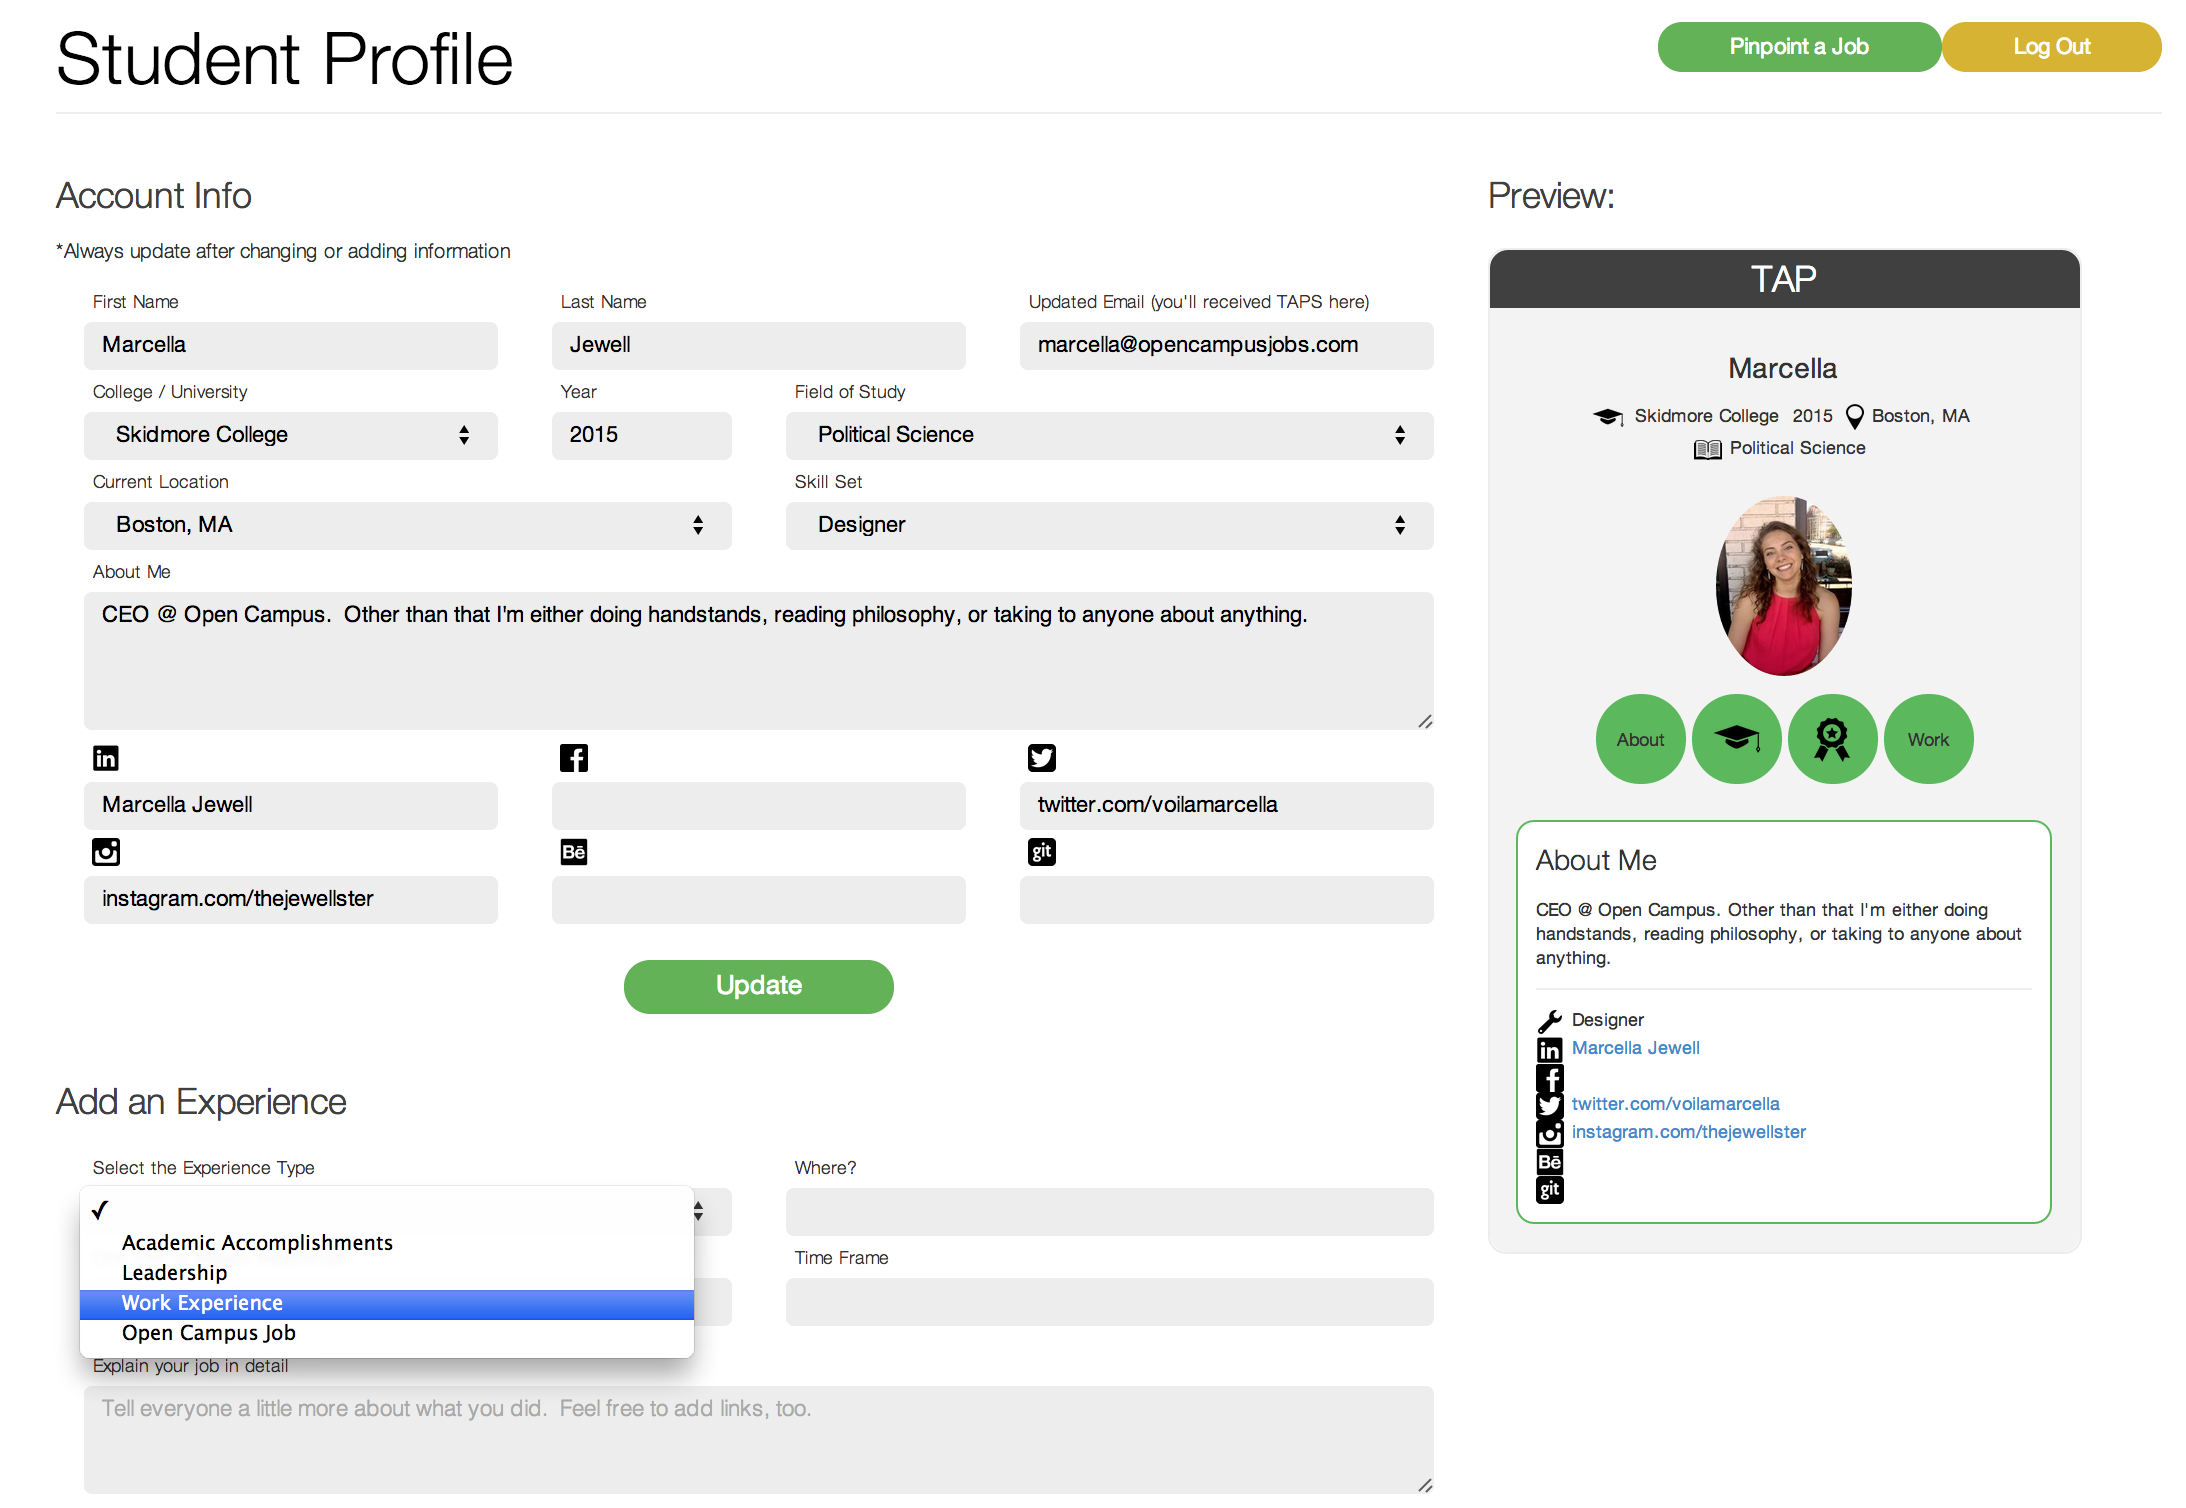 Student Profile
Pinpoint a Job
Log Out
Account Info
*Always update after changing or adding information
First Name
Last Name
Updated Email (you'll received TAPS here)
Marcella
Jewell
marcella@opencampusjobs.com
College / University
Year
Field of Study
Skidmore College
2015
Political Science
Current Location
Skill Set
Boston, MA
Designer
About Me
CEO @ Open Campus.  Other than that I'm either doing handstands, reading philosophy, or taking to anyone about anything.
in
f
Marcella Jewell
twitter.com/voilamarcella
Bē
git
instagram.com/thejewellster
Update
Add an Experience
Select the Experience Type
Where?
Academic Accomplishments
Leadership
Work Experience
Open Campus Job
Time Frame
Explain your job in detail
Tell everyone a little more about what you did.  Feel free to add links, too.
Preview:
TAP
Marcella
Skidmore College 2015 Boston, MA
Political Science
About
Work
About Me
CEO @ Open Campus. Other than that I'm either doing
handstands, reading philosophy, or taking to anyone about
anything.
Designer
in Marcella Jewell
f
twitter.com/voilamarcella
instagram.com/thejewellster
Bē
git